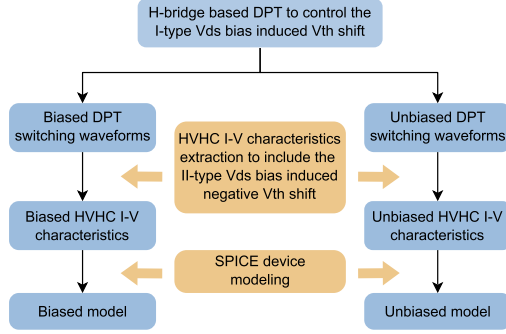 H-bridge based DPT to control the
I-type Vds bias induced Vth shift
Biased DPT
switching waveforms
Unbiased DPT
switching waveforms
HVHC I-V characteristics
extraction to include the
II-type Vds bias induced
negative Vth shift
Biased HVHC I-V
characteristics
Unbiased HVHC I-V
characteristics
SPICE device
modeling
Biased model
Unbiased model